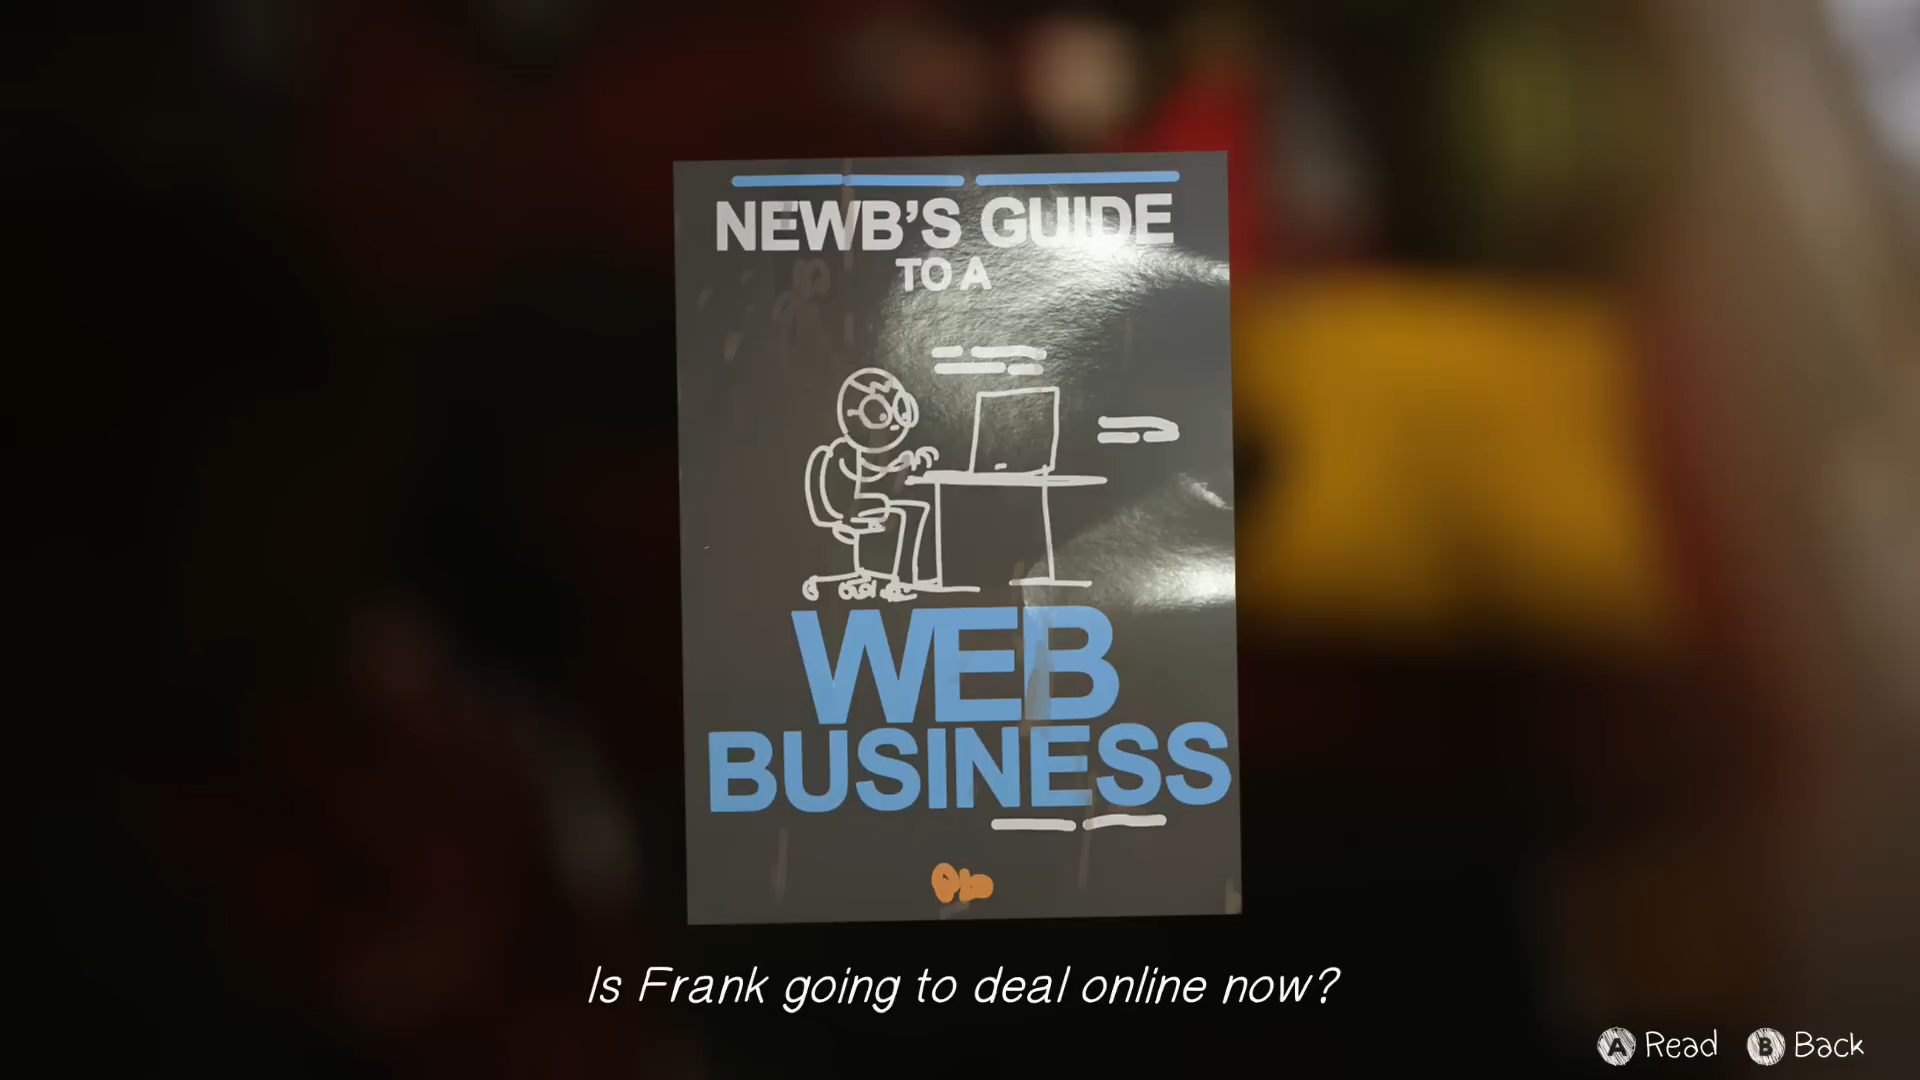 NEWB'S GUIDE
TO A
WEB
BUSINESS
Is Frank going to deal online now?
A Read B Back